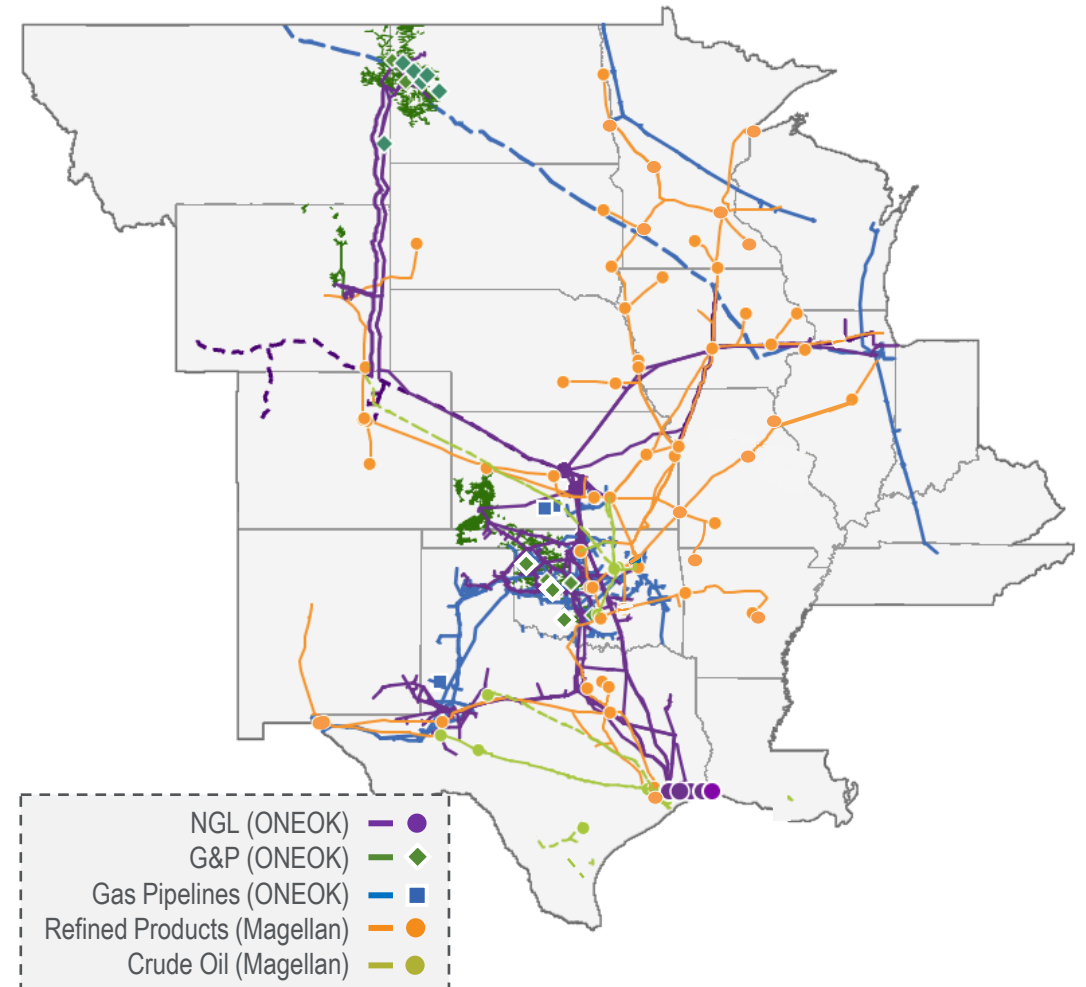 NGL (ONEOK)
G&P (ONEOK)
Gas Pipelines (ONEOK)
Refined Products (Magellan)
Crude Oil (Magellan)